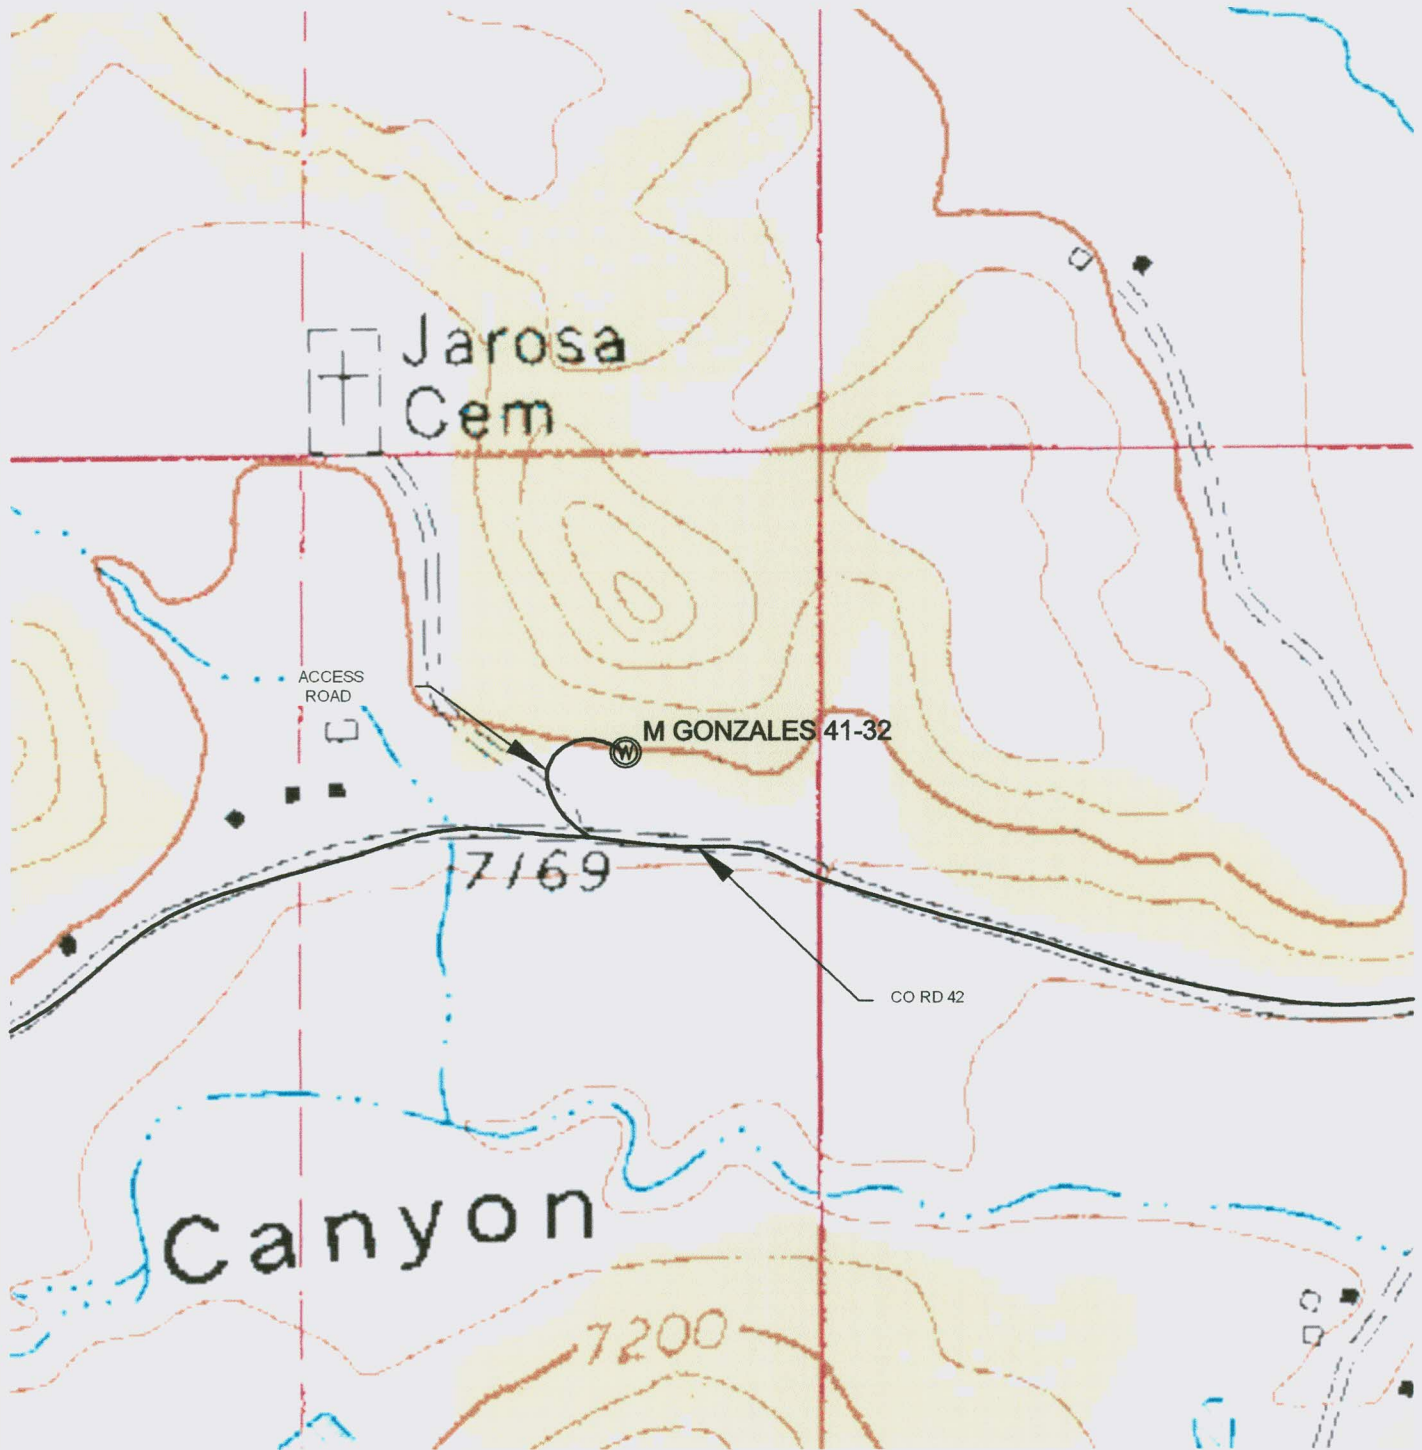 Jarosa
Cem
ACCESS
ROAD
M GONZALES 41-32
W
7169
CO RD 42
Canyon
7200